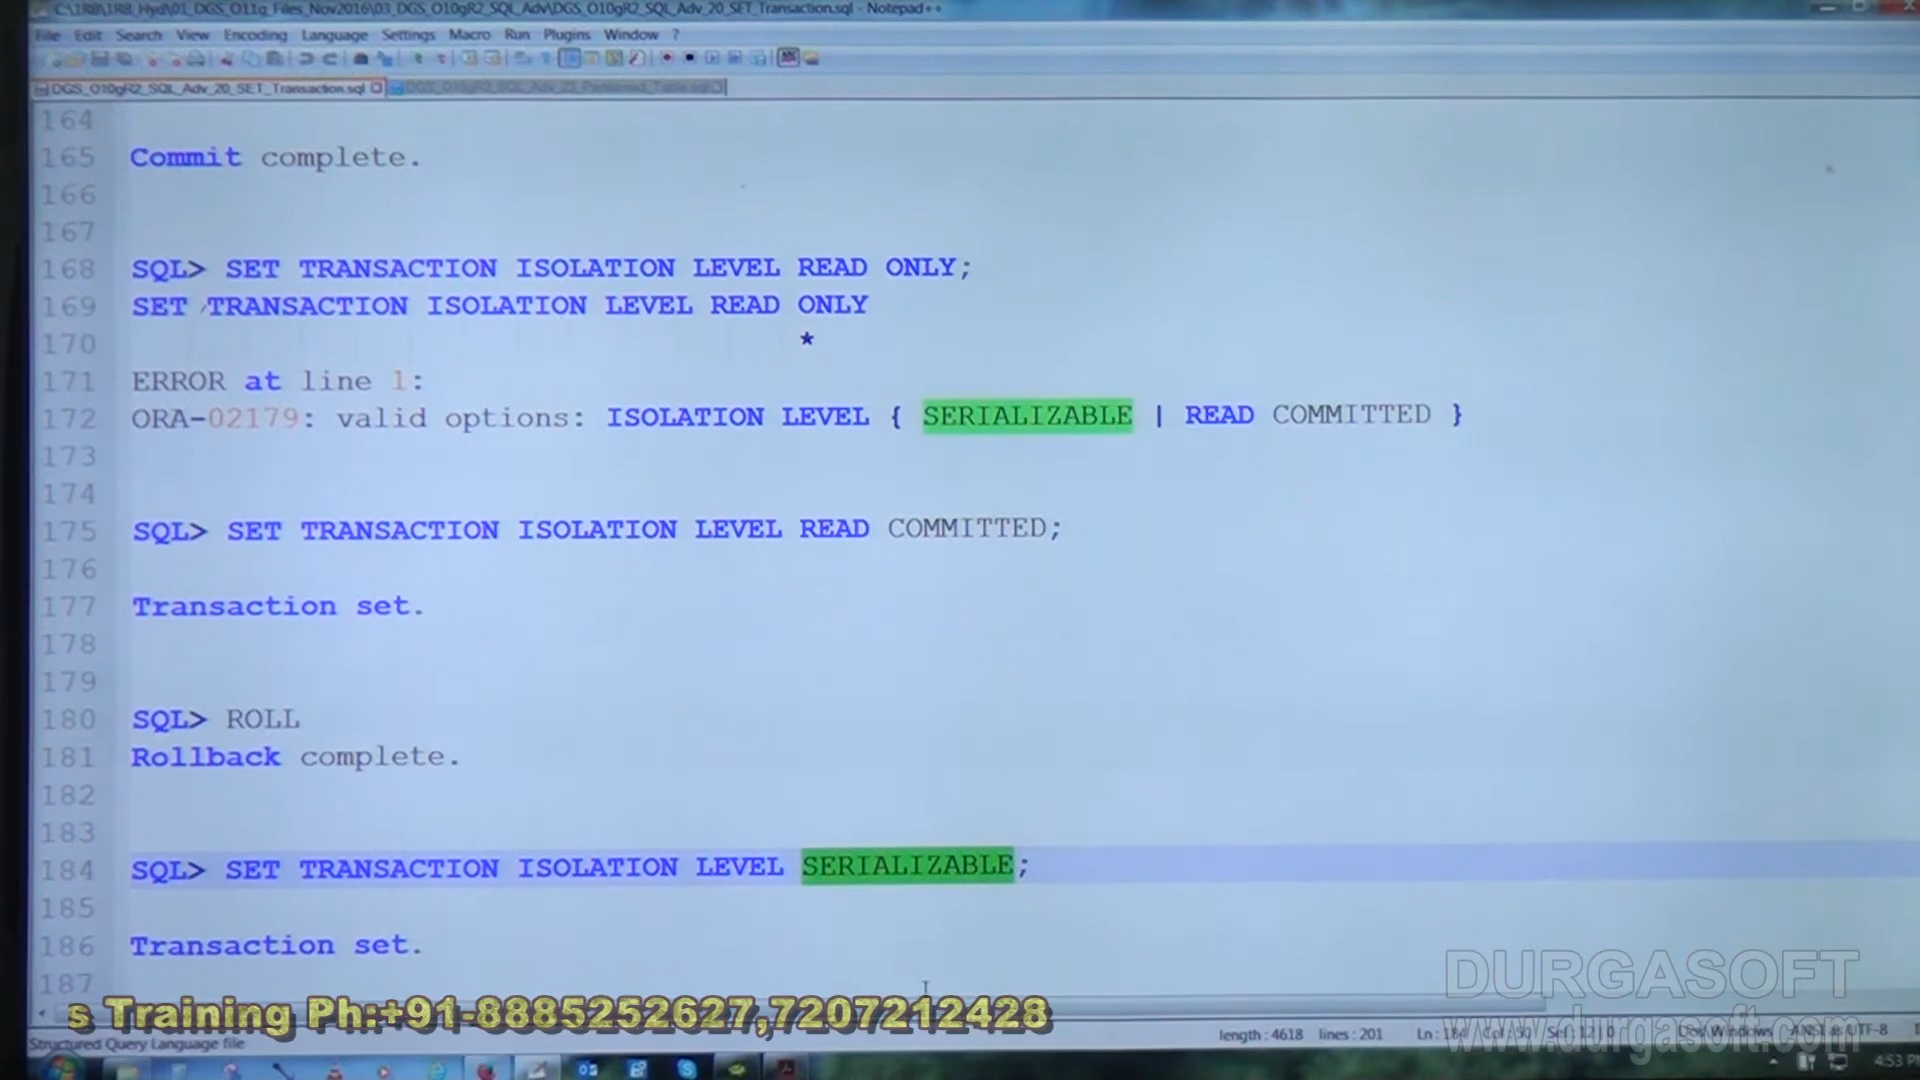 C:\1R8\1R8_Hyd\01_DGS_O11g_Files_Nov2016\03_DGS_O10gR2_SQL_Adv\DGS_O10gR2_SQL_Adv_20_SET_Transaction.sql - Notepad++
File Edit Search View Encoding Language Settings Macro Run Plugins Window ?
DGS_O10gR2_SQL_Adv_20_SET_Transaction.sql
164
165 Commit complete.
166
167
168 SQL> SET TRANSACTION ISOLATION LEVEL READ ONLY;
169 SET TRANSACTION ISOLATION LEVEL READ ONLY
170 *
171 ERROR at line 1:
172 ORA-02179: valid options: ISOLATION LEVEL { SERIALIZABLE | READ COMMITTED }
173
174
175 SQL> SET TRANSACTION ISOLATION LEVEL READ COMMITTED;
176
177 Transaction set.
178
179
180 SQL> ROLL
181 Rollback complete.
182
183
184 SQL> SET TRANSACTION ISOLATION LEVEL SERIALIZABLE;
185
186 Transaction set.
187
s Training Ph:+91-8885252627,7207212428
DURGASOFT
www.durgasoft.com
Structured Query Language file
length : 4618 lines : 201
4:53 PM